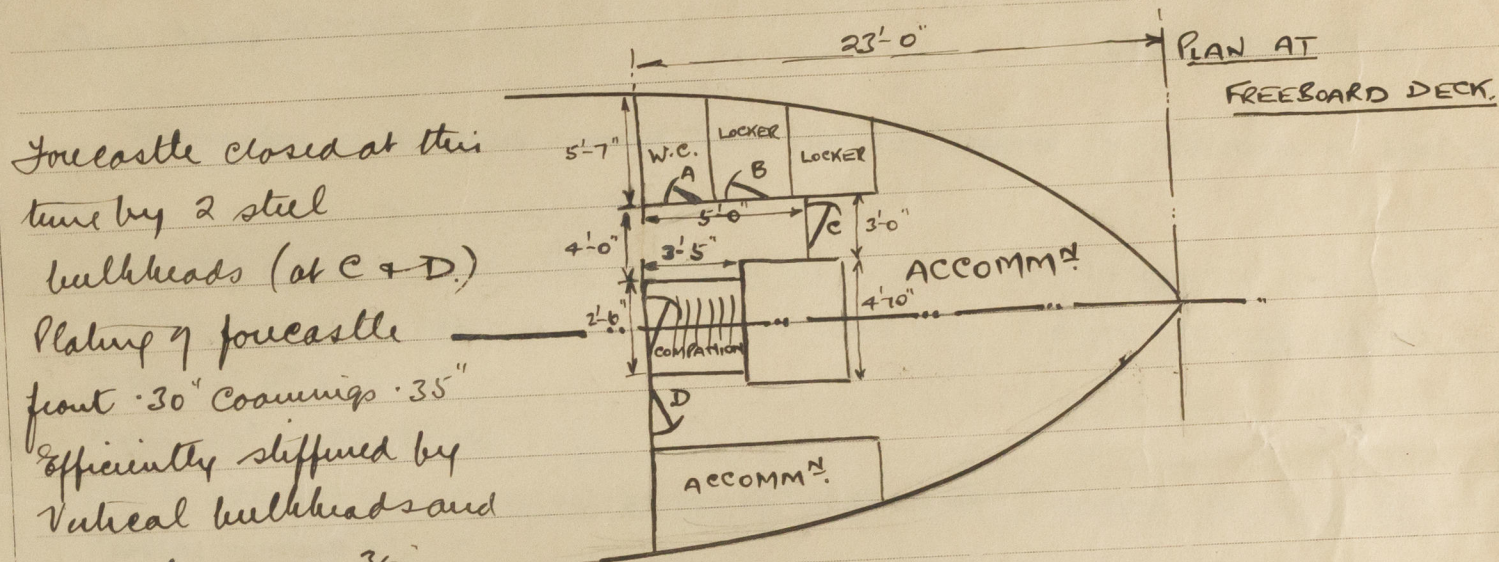 23'-0"
PLAN AT
FREEBOARD DECK.
Forecastle closed at this
time by 2 steel
bulkheads (at C & D.)
Plating of forecastle
front ·30" Coamings ·35"
Efficiently stiffened by
Vertical bulkheads and
5'-7"
W.C.
A
LOCKER
B
LOCKER
5'-0"
C
3'-0"
4'-0"
3'-5"
ACCOMMN.
2'-6"
COMPANION
4'-10"
D
ACCOMMN.